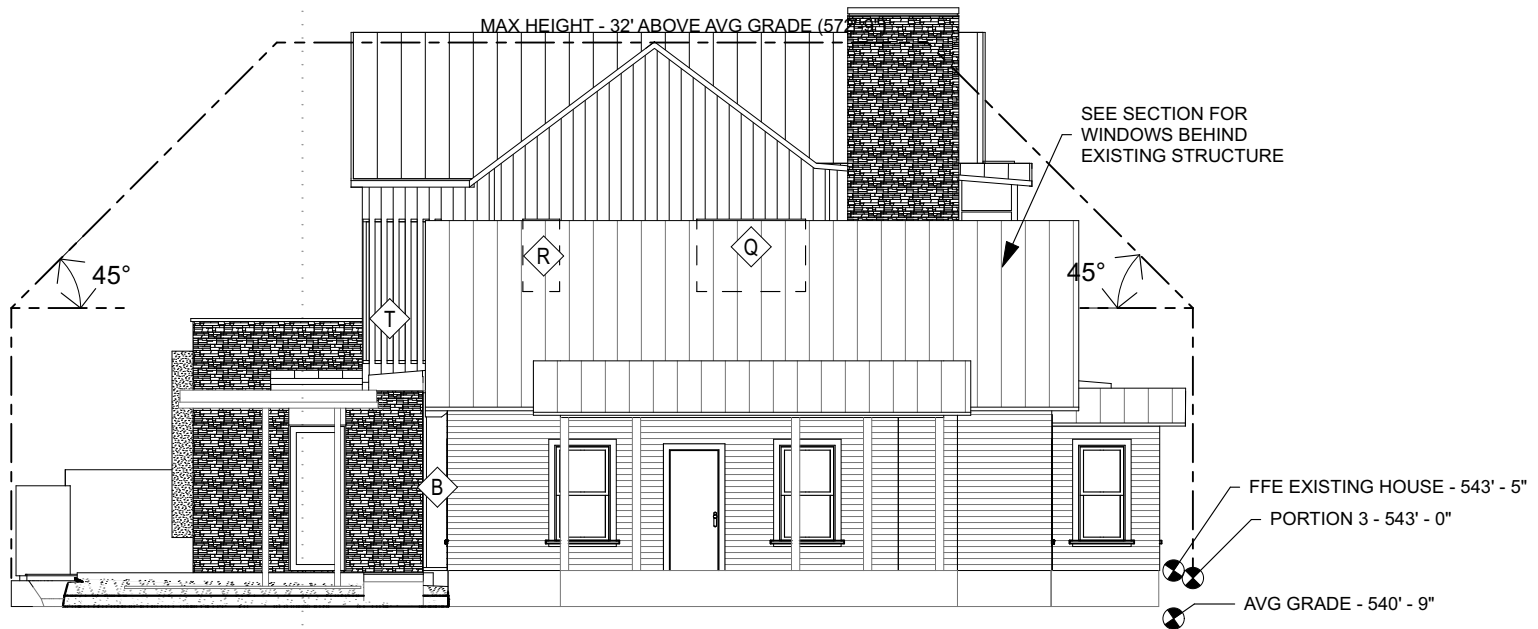 MAX HEIGHT - 32' ABOVE AVG GRADE (572'
SEE SECTION FOR
WINDOWS BEHIND
EXISTING STRUCTURE
R
Q
45°
45°
T
B
FFE EXISTING HOUSE - 543' - 5"
PORTION 3 - 543' - 0"
AVG GRADE - 540' - 9"